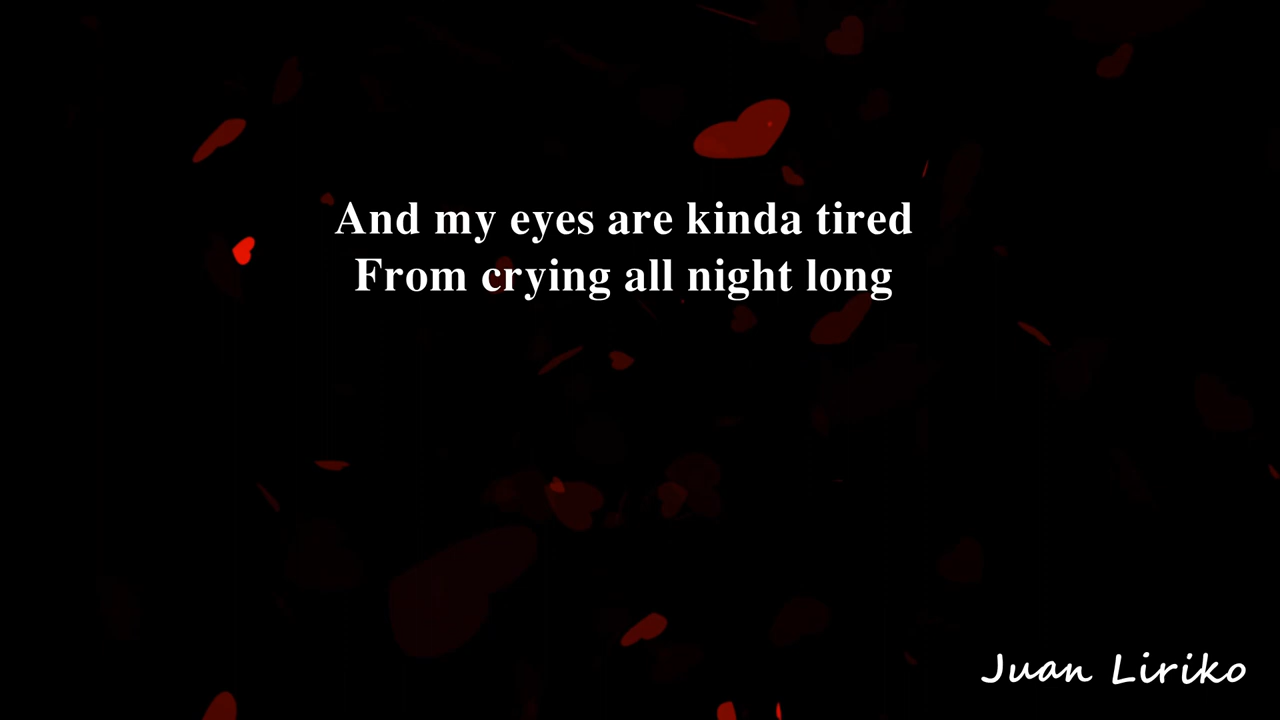 And my eyes are kinda tired
From crying all night long
Juan Liriko